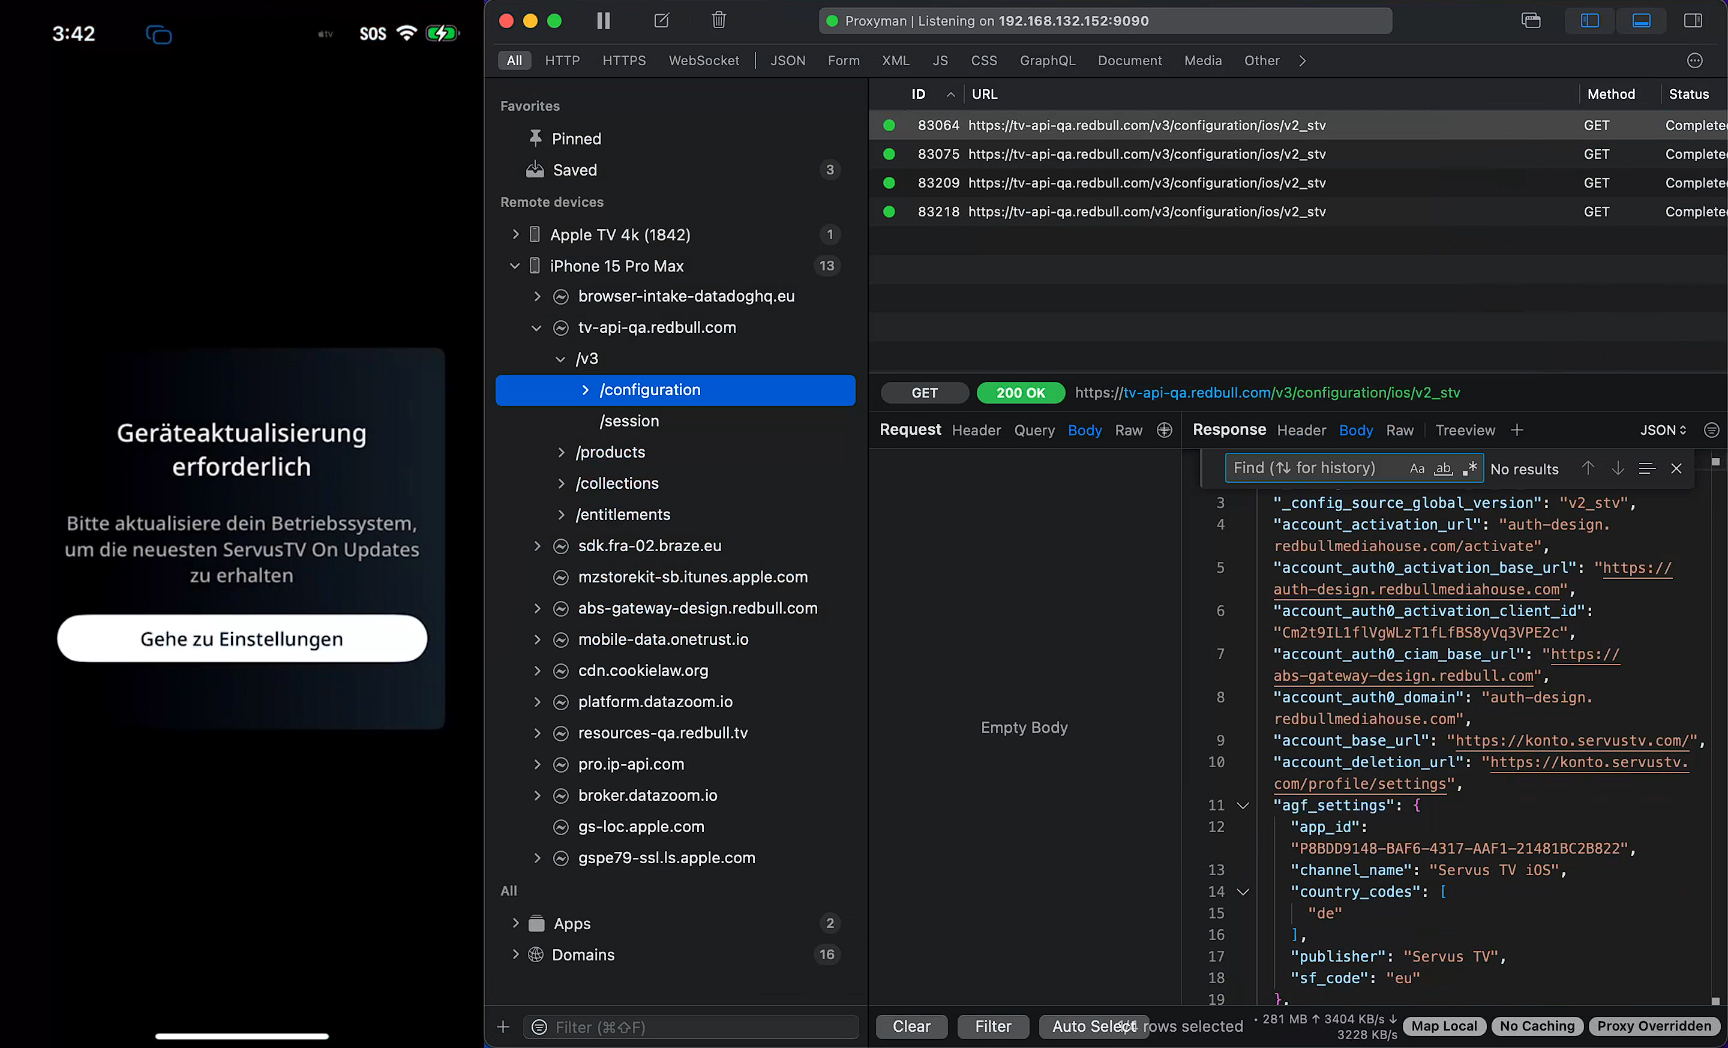 3:42
tv
SOS
Geräteaktualisierung
erforderlich
Bitte aktualisiere dein Betriebssystem,
um die neuesten ServusTV On Updates
zu erhalten
Gehe zu Einstellungen
Proxyman | Listening on 192.168.132.152:9090
All HTTP HTTPS WebSocket JSON Form XML JS CSS GraphQL Document Media Other
Favorites
Pinned
Saved 3
Remote devices
Apple TV 4k (1842) 1
iPhone 15 Pro Max 13
browser-intake-datadoghq.eu
tv-api-qa.redbull.com
/v3
/configuration
/session
/products
/collections
/entitlements
sdk.fra-02.braze.eu
mzstorekit-sb.itunes.apple.com
abs-gateway-design.redbull.com
mobile-data.onetrust.io
cdn.cookielaw.org
platform.datazoom.io
resources-qa.redbull.tv
pro.ip-api.com
broker.datazoom.io
gs-loc.apple.com
gspe79-ssl.ls.apple.com
All
Apps 2
Domains 16
Filter (⌘⇧F)
ID URL Method Status
83064 https://tv-api-qa.redbull.com/v3/configuration/ios/v2_stv GET Complete
83075 https://tv-api-qa.redbull.com/v3/configuration/ios/v2_stv GET Complete
83209 https://tv-api-qa.redbull.com/v3/configuration/ios/v2_stv GET Complete
83218 https://tv-api-qa.redbull.com/v3/configuration/ios/v2_stv GET Complete
GET 200 OK https://tv-api-qa.redbull.com/v3/configuration/ios/v2_stv
Request Header Query Body Raw
Empty Body
Response Header Body Raw Treeview + JSON
Find (⇅ for history) Aa ab .* No results
3 "_config_source_global_version": "v2_stv",
4 "account_activation_url": "auth-design.
redbullmediahouse.com/activate",
5 "account_auth0_activation_base_url": "https://
auth-design.redbullmediahouse.com",
6 "account_auth0_activation_client_id":
"Cm2t9IL1flVgWLzT1fLfBS8yVq3VPE2c",
7 "account_auth0_ciam_base_url": "https://
abs-gateway-design.redbull.com",
8 "account_auth0_domain": "auth-design.
redbullmediahouse.com",
9 "account_base_url": "https://konto.servustv.com/",
10 "account_deletion_url": "https://konto.servustv.
com/profile/settings",
11 "agf_settings": {
12 "app_id":
"P8BDD9148-BAF6-4317-AAF1-21481BC2B822",
13 "channel_name": "Servus TV iOS",
14 "country_codes": [
15 "de"
16 ],
17 "publisher": "Servus TV",
18 "sf_code": "eu"
19 },
Clear Filter Auto Select 1/4 rows selected
• 281 MB ↑ 3404 KB/s ↓
3228 KB/s
Map Local No Caching Proxy Overridden